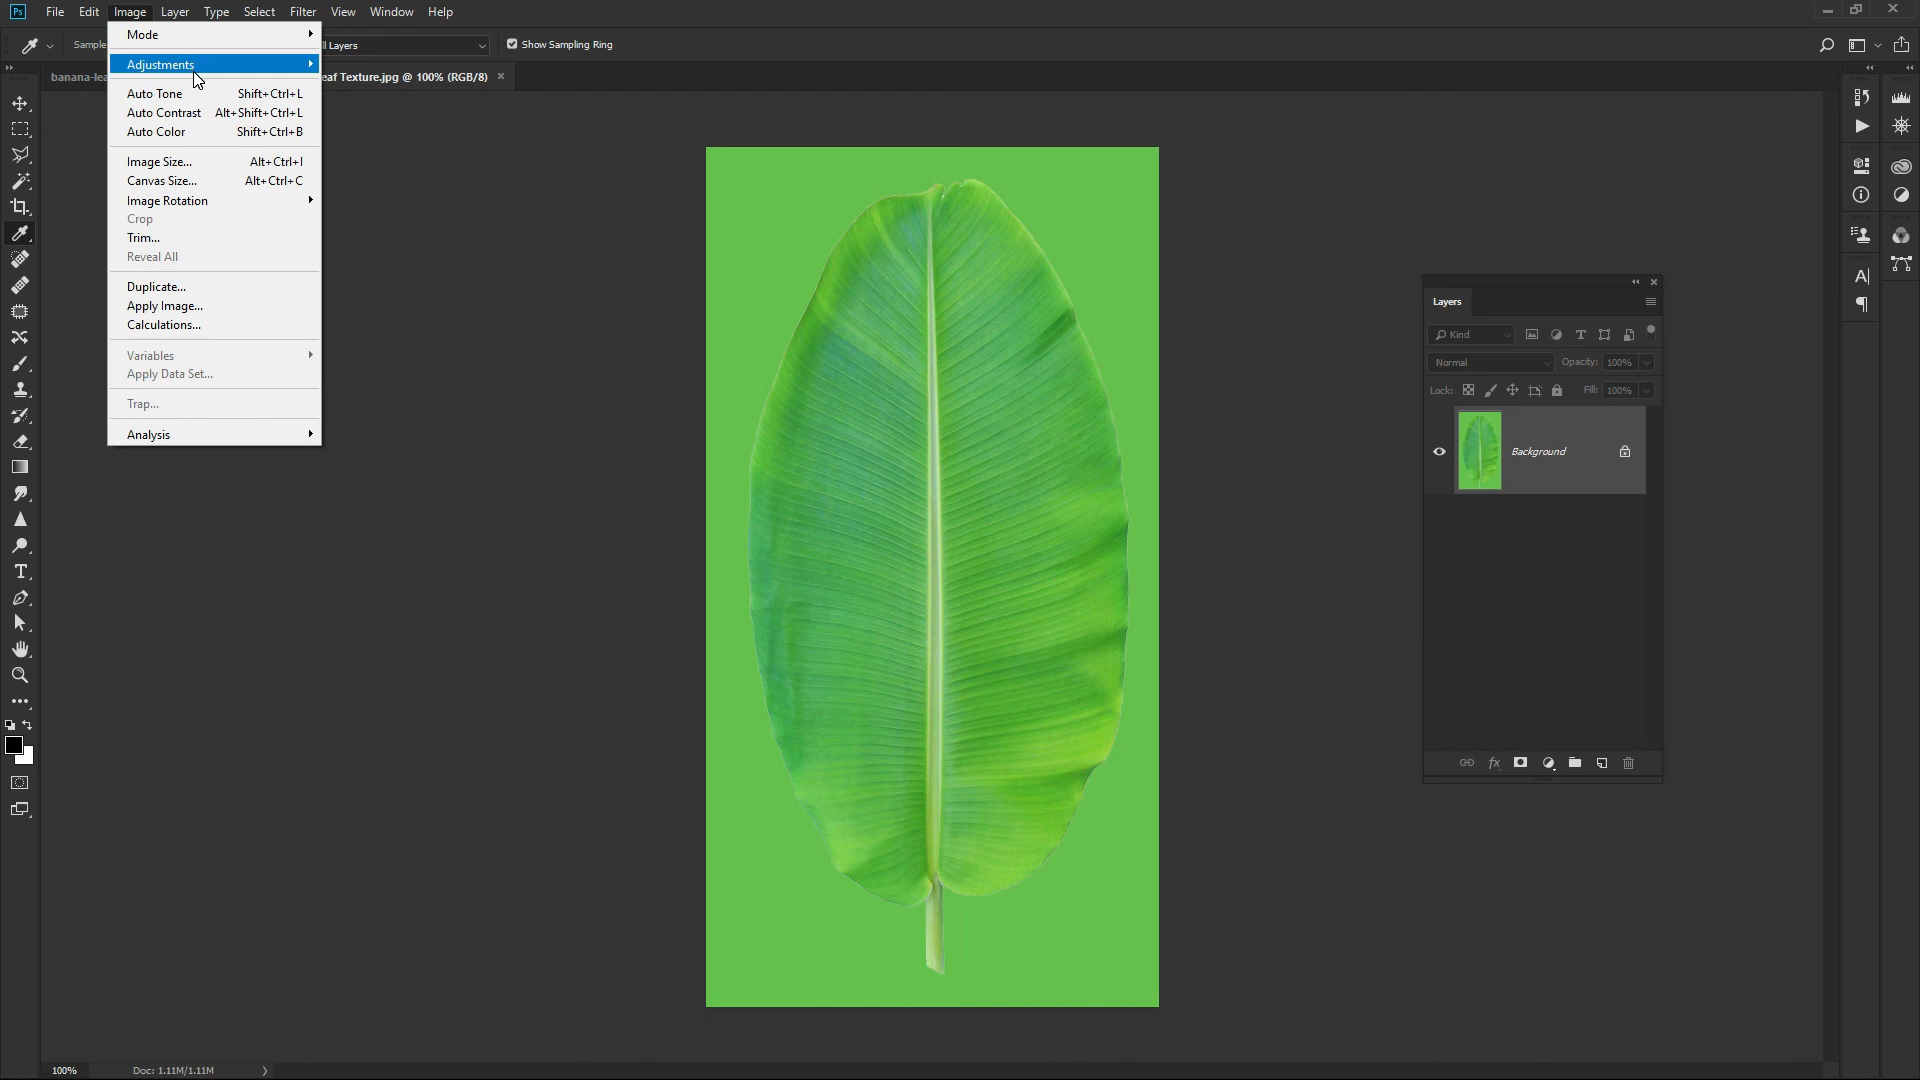 Ps File Edit Image Layer Type Select Filter View Window Help
Sample
ll Layers
Show Sampling Ring
banana-lea
eaf Texture.jpg @ 100% (RGB/8)
Mode
Adjustments
Auto Tone Shift+Ctrl+L
Auto Contrast Alt+Shift+Ctrl+L
Auto Color Shift+Ctrl+B
Image Size... Alt+Ctrl+I
Canvas Size... Alt+Ctrl+C
Image Rotation
Crop
Trim...
Reveal All
Duplicate...
Apply Image...
Calculations...
Variables
Apply Data Set...
Trap...
Analysis
Layers
Kind
Normal Opacity: 100%
Lock: Fill: 100%
Background
100% Doc: 1.11M/1.11M